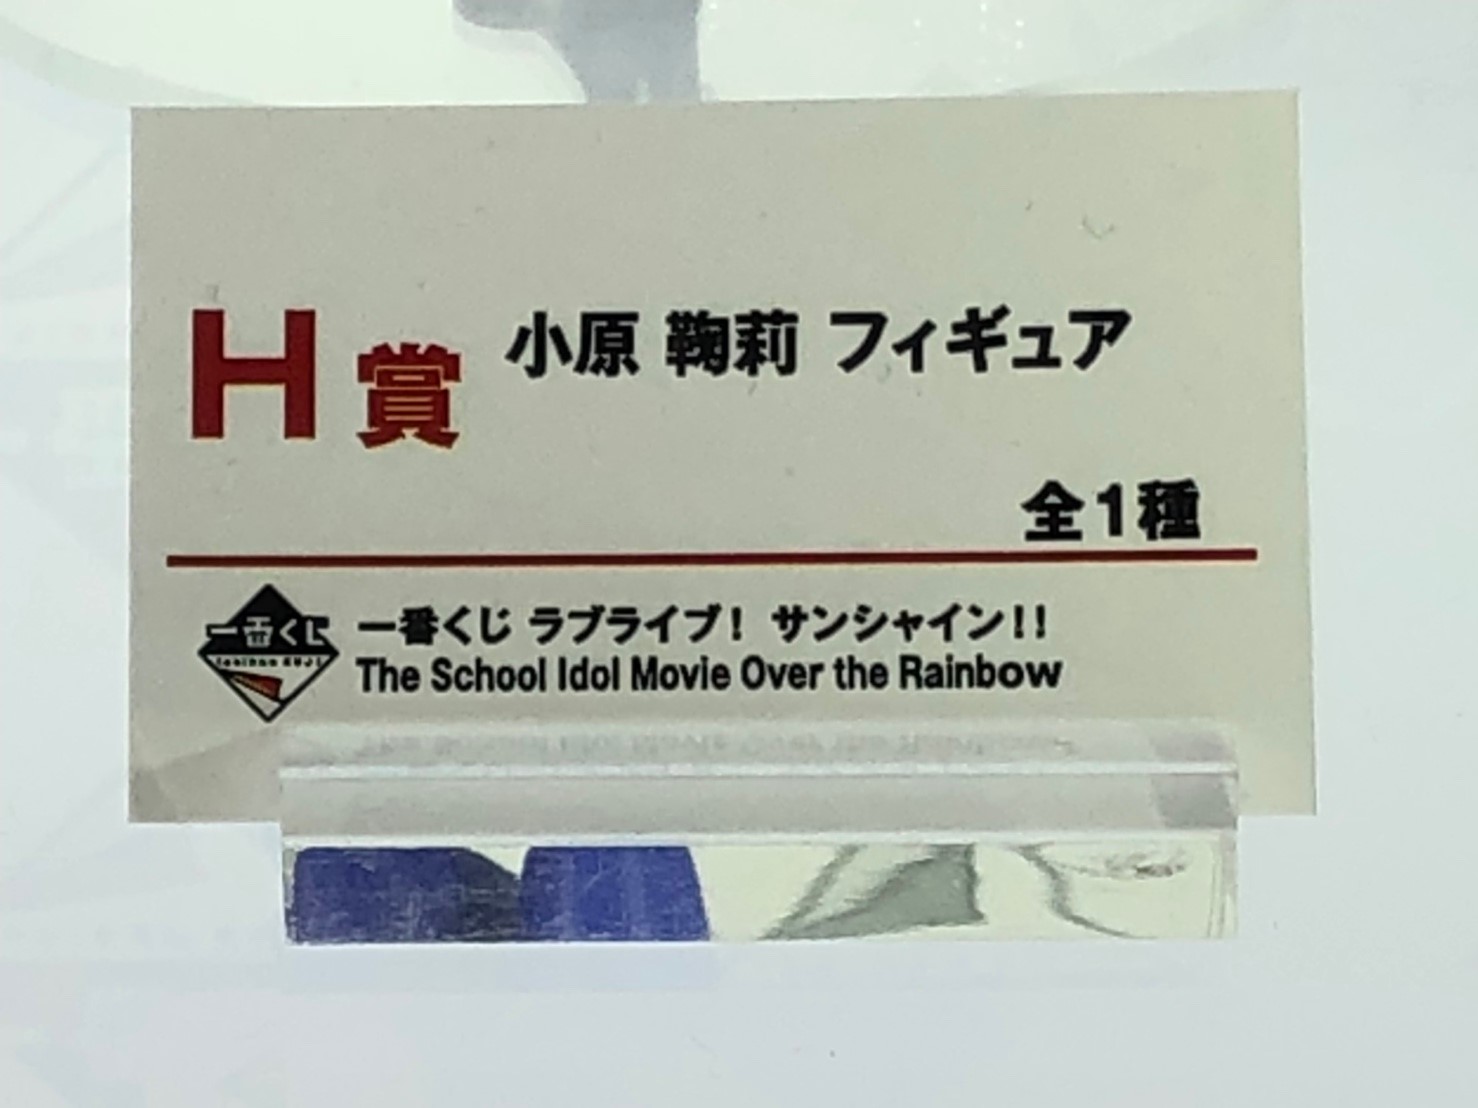 H賞 小原 鞠莉 フィギュア
全1種
一番くじ
Ichiban KUJI
一番くじ ラブライブ! サンシャイン!!
The School Idol Movie Over the Rainbow